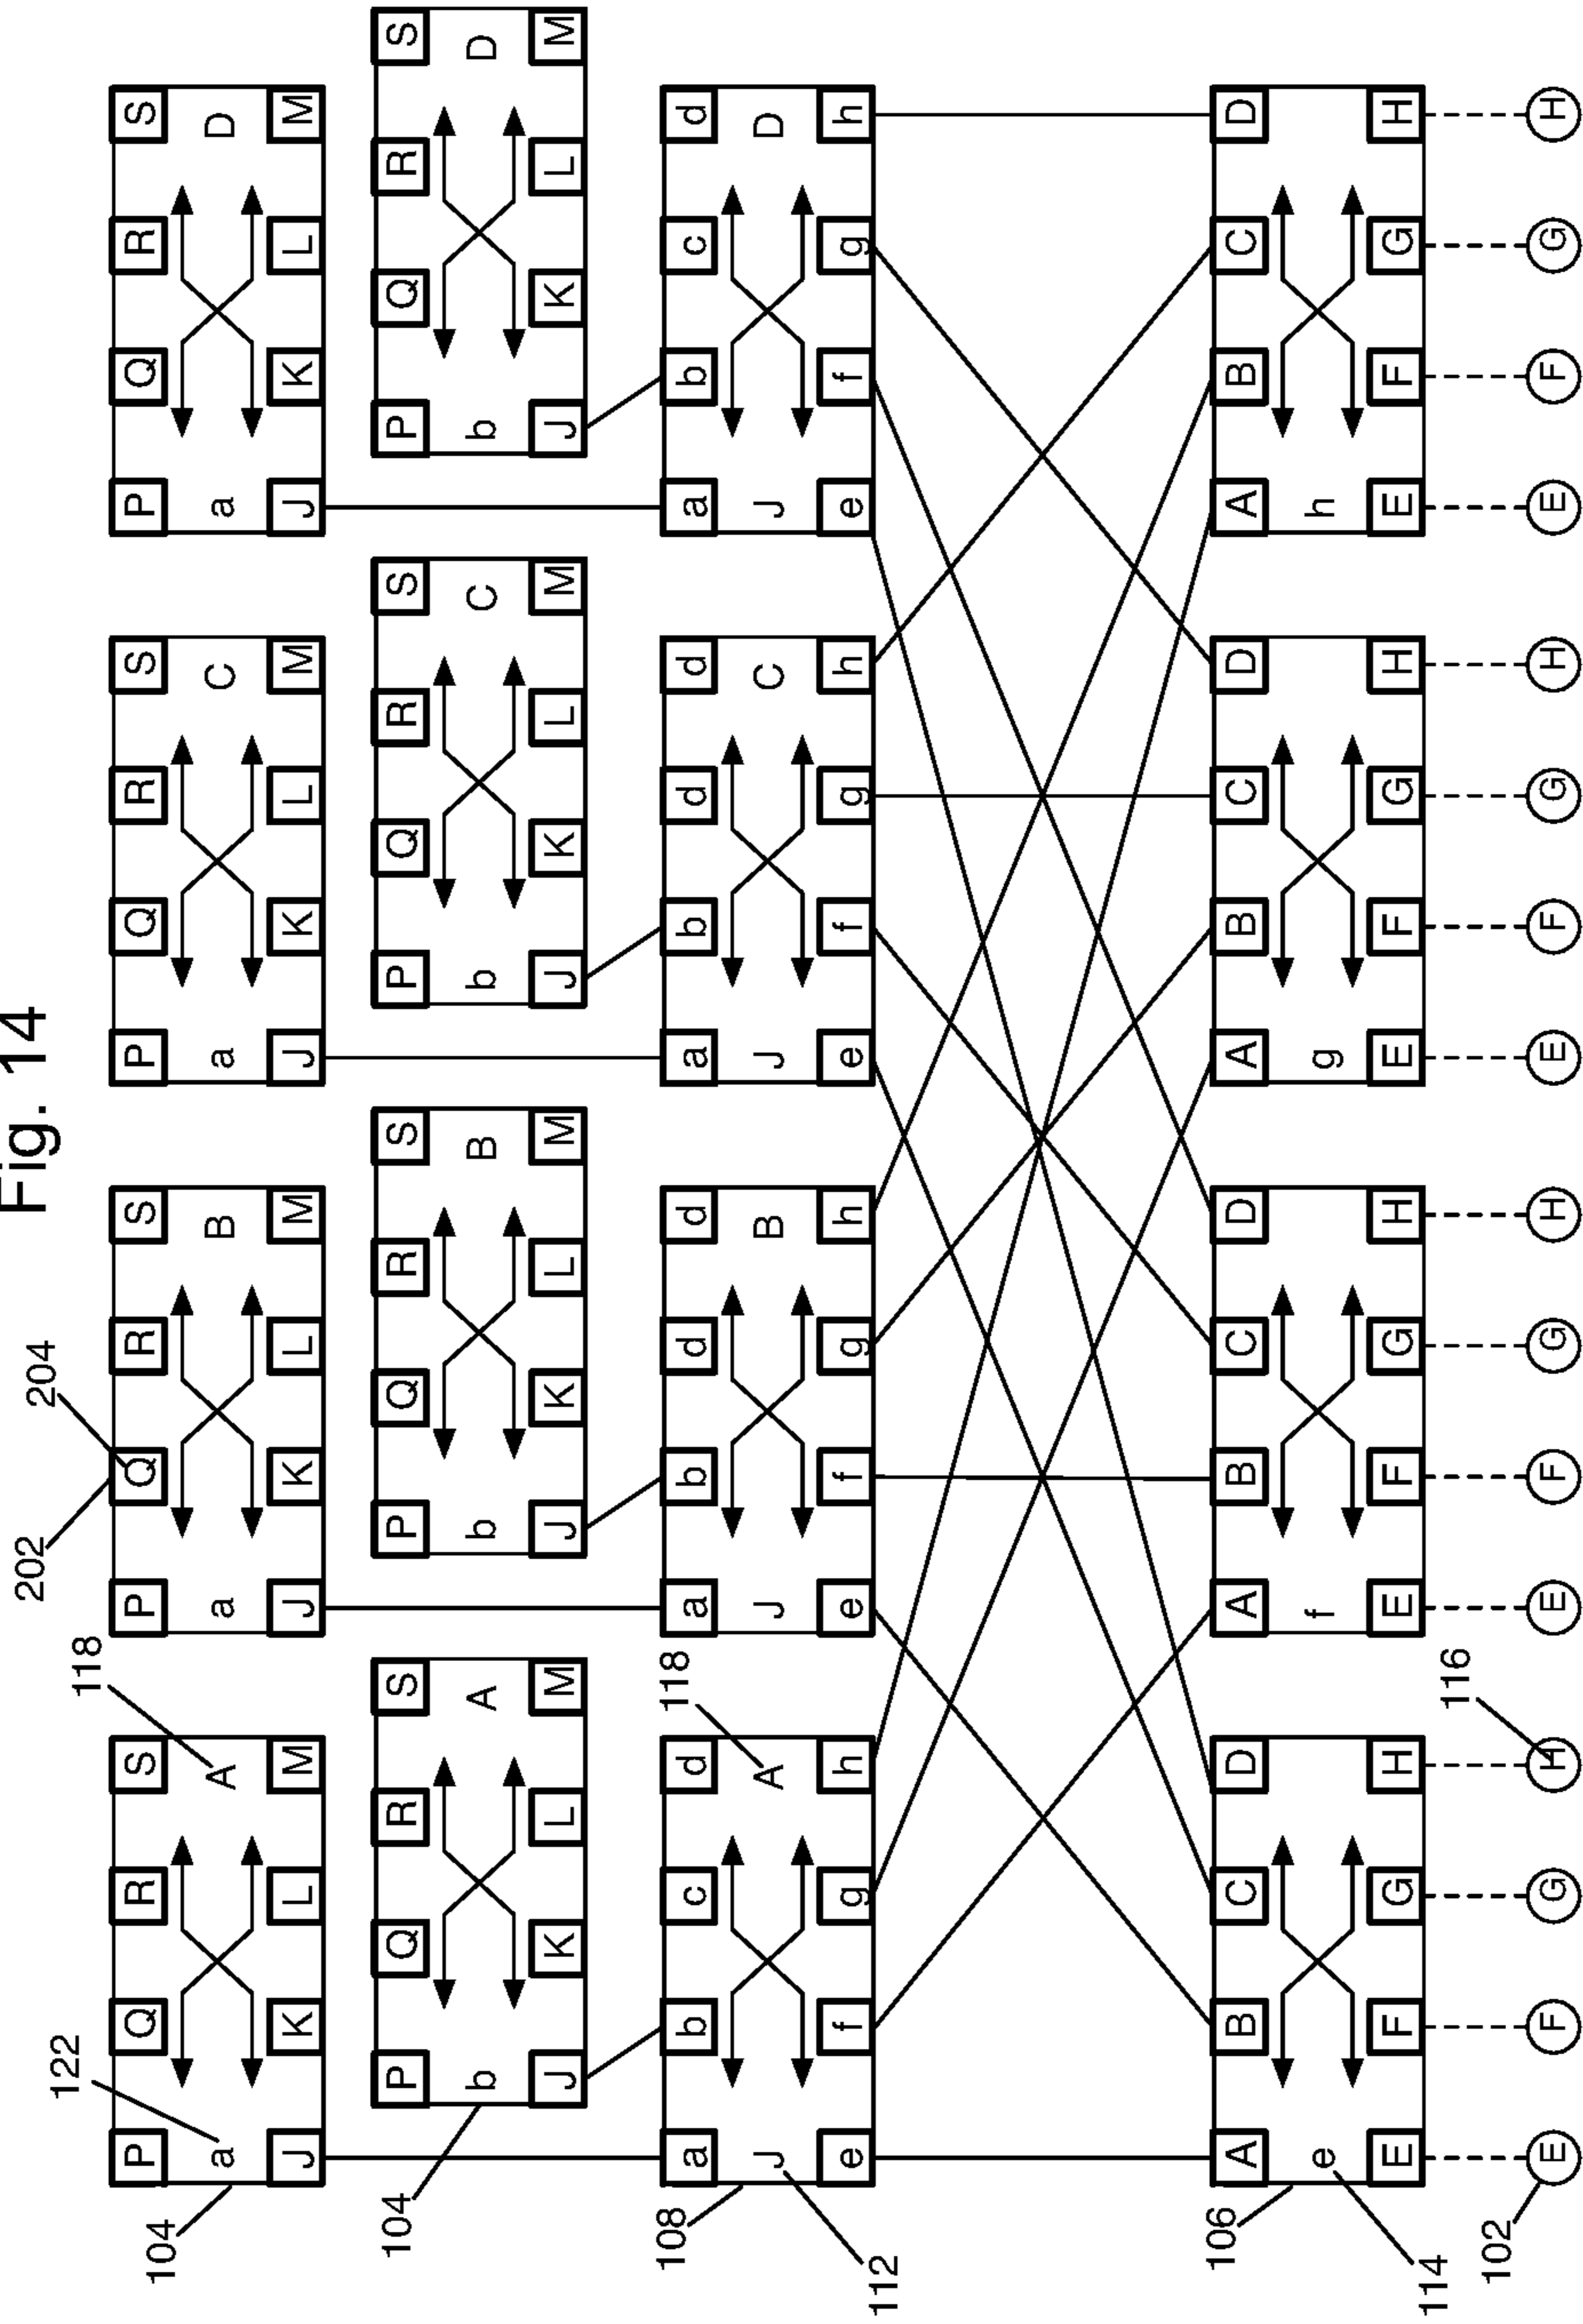 Fig. 14
202
204
122
118
P Q R S P Q R S P Q R S P Q R S
104
a A a B a C a D
J K L M J K L M J K L M J K L M
P Q R S P Q R S P Q R S P Q R S
104
b A b B b C b D
J K L M J K L M J K L M J K L M
108
118
a b c d a b d d a b d d a b c d
J A J B J C J D
e f g h e f g h e f g h e f g h
112
106
A B C D A B C D A B C D A B C D
e f g h
E F G H E F G H E F G H E F G H
114
116
102
E F G H E F G H E F G H E F G H